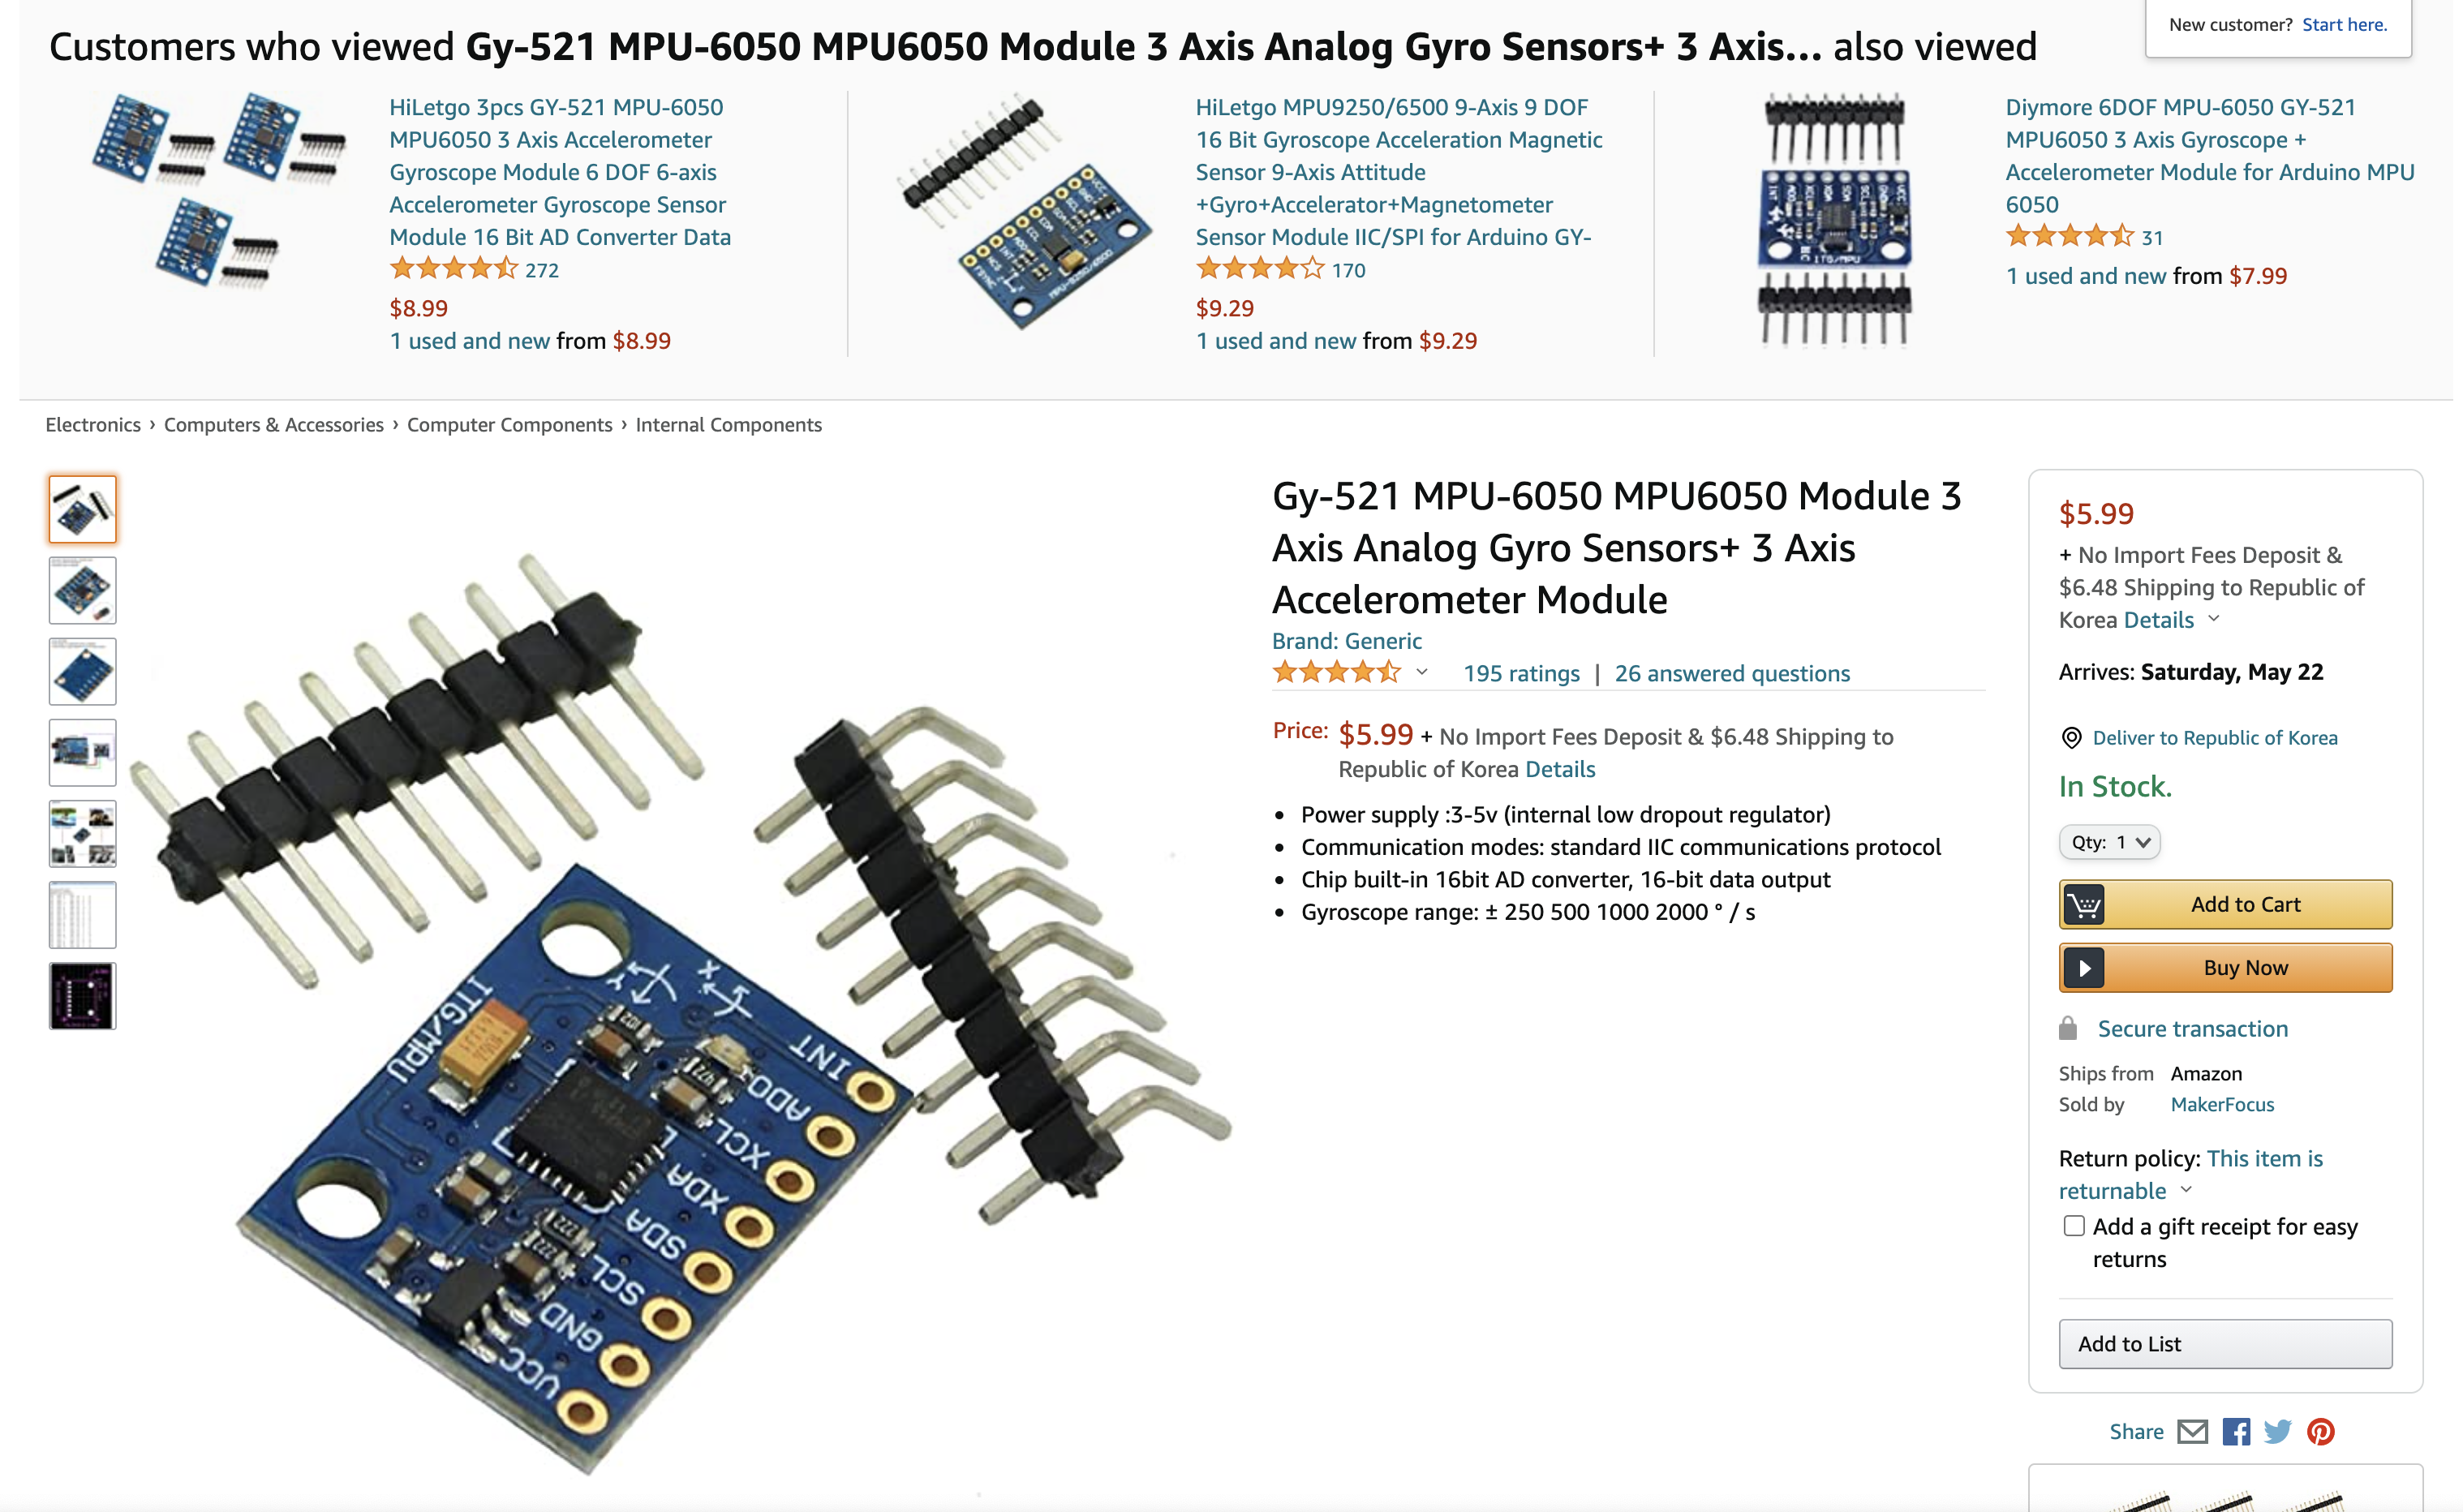 New customer? Start here.
Customers who viewed Gy-521 MPU-6050 MPU6050 Module 3 Axis Analog Gyro Sensors+ 3 Axis... also viewed
HiLetgo 3pcs GY-521 MPU-6050
MPU6050 3 Axis Accelerometer
Gyroscope Module 6 DOF 6-axis
Accelerometer Gyroscope Sensor
Module 16 Bit AD Converter Data
272
$8.99
1 used and new from $8.99
HiLetgo MPU9250/6500 9-Axis 9 DOF
16 Bit Gyroscope Acceleration Magnetic
Sensor 9-Axis Attitude
+Gyro+Accelerator+Magnetometer
Sensor Module IIC/SPI for Arduino GY-
170
$9.29
1 used and new from $9.29
Diymore 6DOF MPU-6050 GY-521
MPU6050 3 Axis Gyroscope +
Accelerometer Module for Arduino MPU
6050
31
1 used and new from $7.99
Electronics › Computers & Accessories › Computer Components › Internal Components
ITG/MPU
Y
X
INT
ADO
XCL
XDA
SDA
SCL
GND
VCC
Gy-521 MPU-6050 MPU6050 Module 3
Axis Analog Gyro Sensors+ 3 Axis
Accelerometer Module
Brand: Generic
195 ratings | 26 answered questions
Price: $5.99 + No Import Fees Deposit & $6.48 Shipping to
Republic of Korea Details
• Power supply :3-5v (internal low dropout regulator)
• Communication modes: standard IIC communications protocol
• Chip built-in 16bit AD converter, 16-bit data output
• Gyroscope range: ± 250 500 1000 2000 ° / s
$5.99
+ No Import Fees Deposit &
$6.48 Shipping to Republic of
Korea Details
Arrives: Saturday, May 22
Deliver to Republic of Korea
In Stock.
Qty: 1
Add to Cart
Buy Now
Secure transaction
Ships from Amazon
Sold by MakerFocus
Return policy: This item is
returnable
Add a gift receipt for easy
returns
Add to List
Share